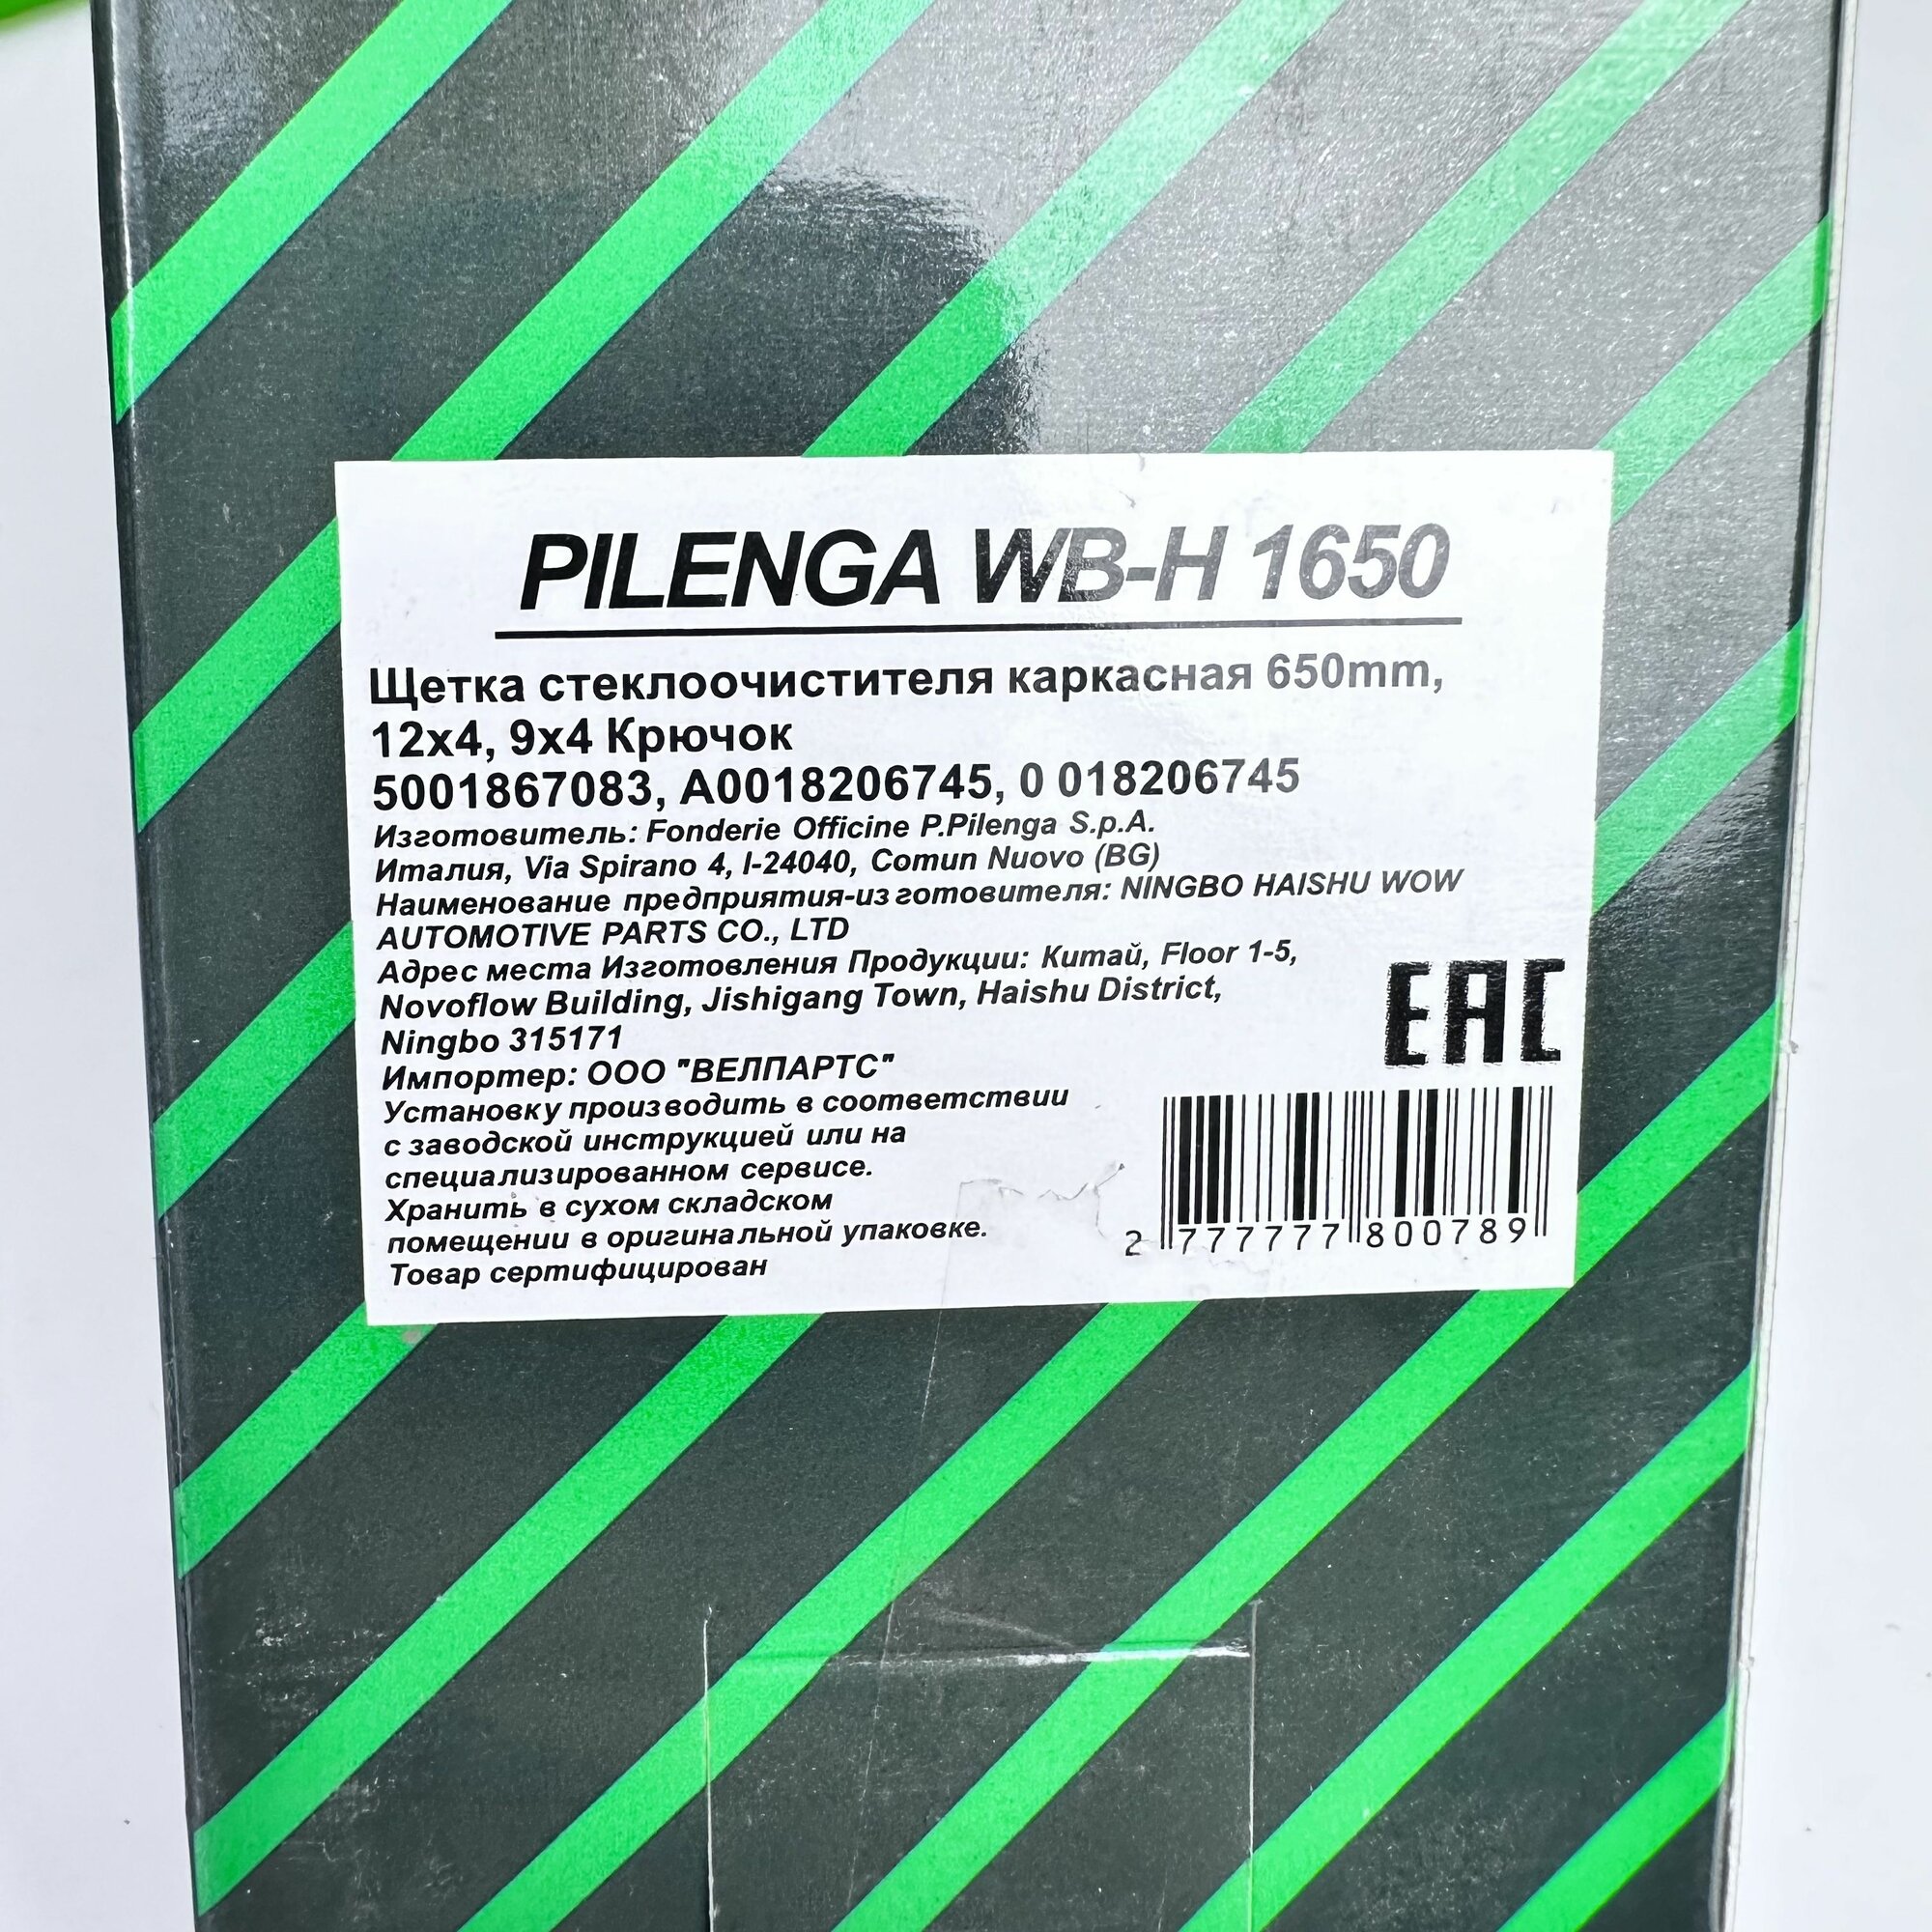 PILENGA WB-H 1650
Щетка стеклоочистителя каркасная 650mm,
12x4, 9x4 Крючок
5001867083, A0018206745, 0 018206745
Изготовитель: Fonderie Officine P.Pilenga S.p.A.
Италия, Via Spirano 4, I-24040, Comun Nuovo (BG)
Наименование предприятия-изготовителя: NINGBO HAISHU WOW
AUTOMOTIVE PARTS CO., LTD
Адрес места Изготовления Продукции: Китай, Floor 1-5,
Novoflow Building, Jishigang Town, Haishu District,
Ningbo 315171
Импортер: ООО "ВЕЛПАРТС"
Установку производить в соответствии
с заводской инструкцией или на
специализированном сервисе.
Хранить в сухом складском
помещении в оригинальной упаковке.
Товар сертифицирован
EAC
2 777777 800789